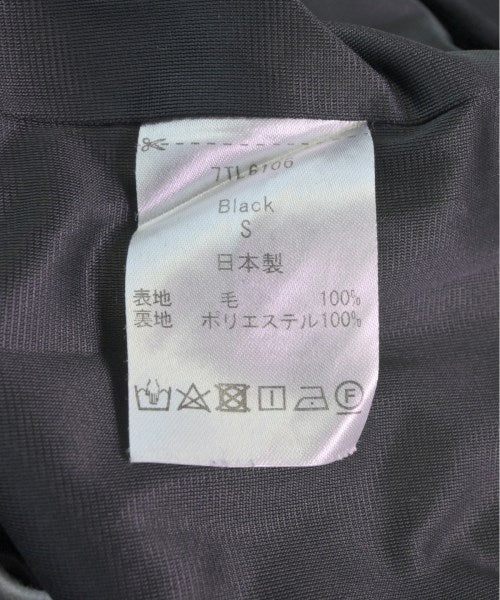 7TL6106
Black
S
日本製
表地 毛 100%
裏地 ポリエステル100%
F